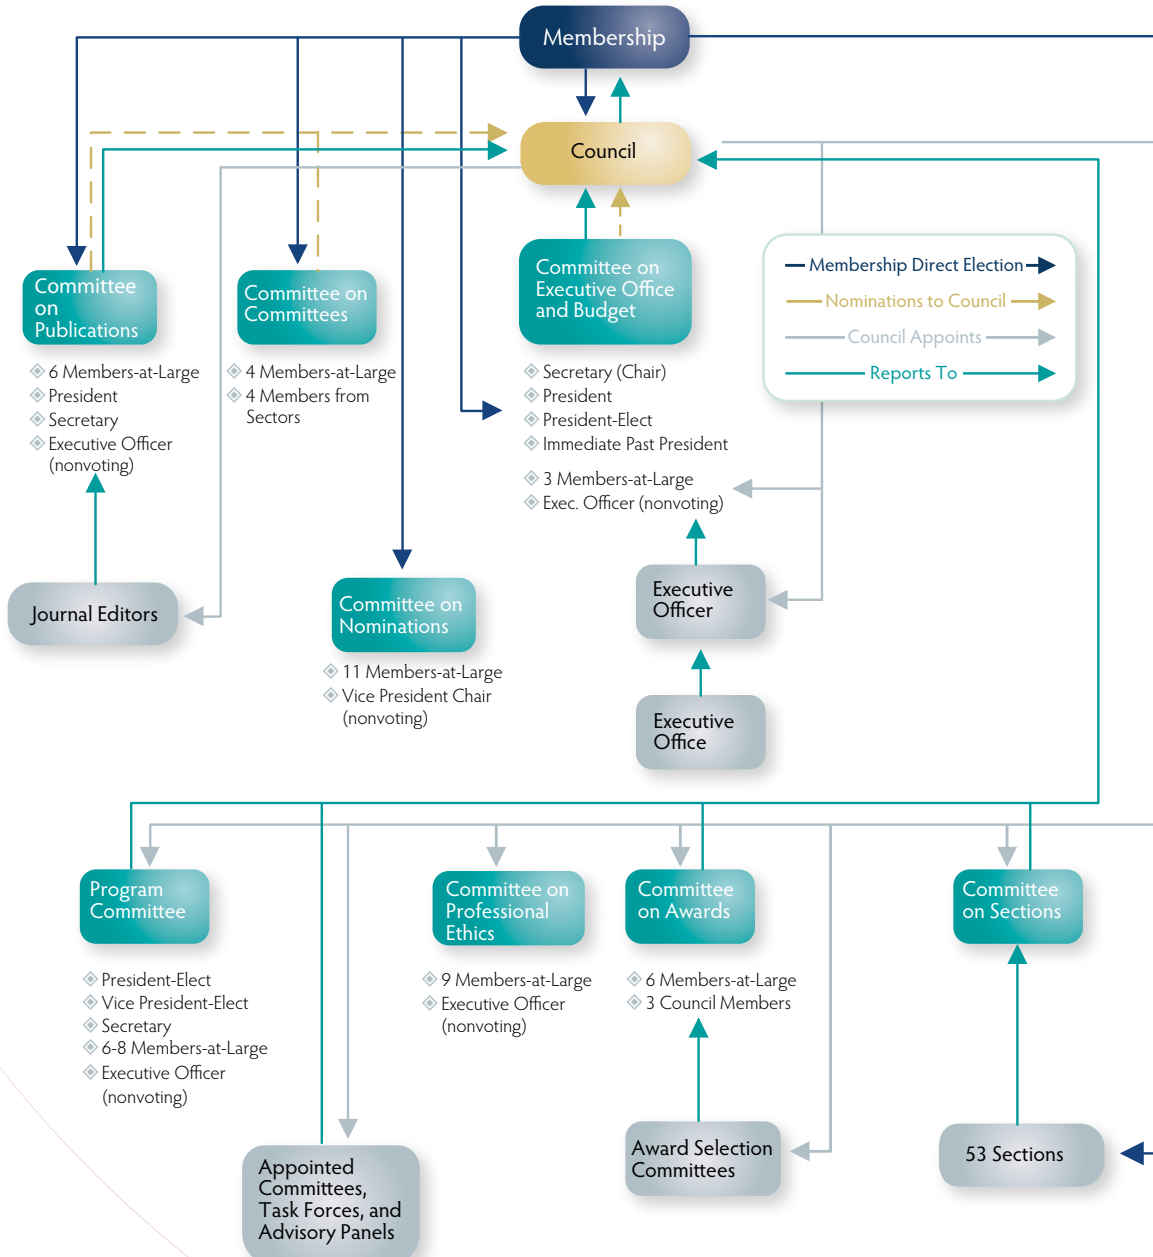 Membership
Council
Committee
on
Publications
6 Members-at-Large
President
Secretary
Executive Officer
(nonvoting)
Committee on
Committees
4 Members-at-Large
4 Members from
Sectors
Committee on
Executive Office
and Budget
Secretary (Chair)
President
President-Elect
Immediate Past President
3 Members-at-Large
Exec. Officer (nonvoting)
Membership Direct Election
Nominations to Council
Council Appoints
Reports To
Journal Editors
Committee on
Nominations
11 Members-at-Large
Vice President Chair
(nonvoting)
Executive
Officer
Executive
Office
Program
Committee
President-Elect
Vice President-Elect
Secretary
6-8 Members-at-Large
Executive Officer
(nonvoting)
Committee on
Professional
Ethics
9 Members-at-Large
Executive Officer
(nonvoting)
Committee
on Awards
6 Members-at-Large
3 Council Members
Committee
on Sections
Appointed
Committees,
Task Forces, and
Advisory Panels
Award Selection
Committees
53 Sections